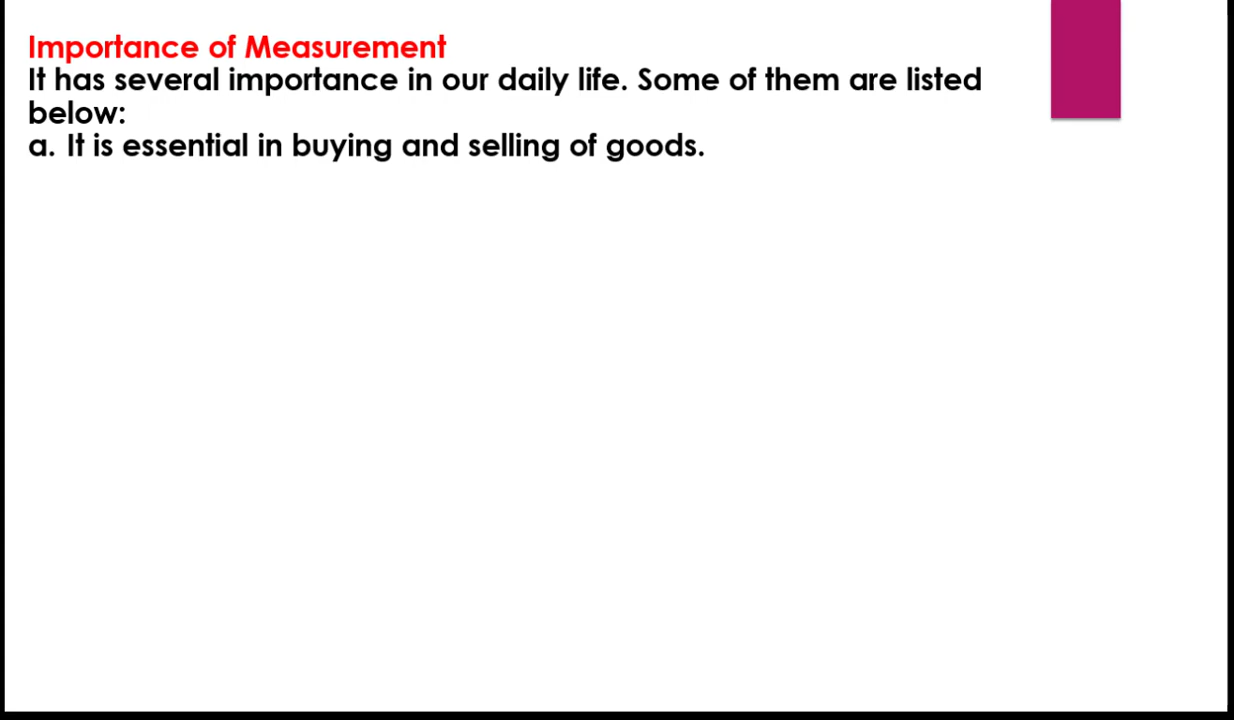 Importance of Measurement
It has several importance in our daily life. Some of them are listed
below:
a. It is essential in buying and selling of goods.